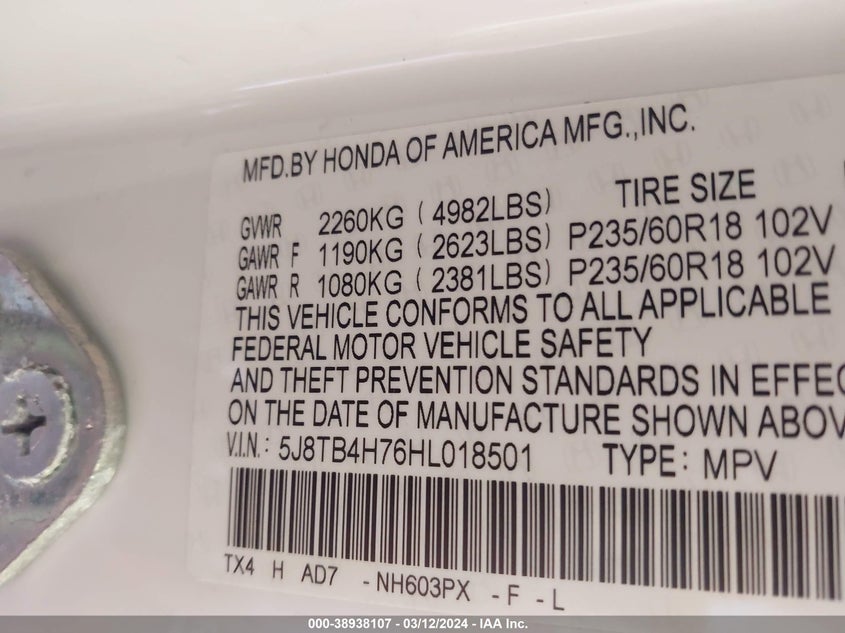 MFD.BY HONDA OF AMERICA MFG.,INC.
TIRE SIZE
GVWR 2260KG ( 4982LBS)
GAWR F 1190KG ( 2623LBS) P235/60R18 102V
GAWR R 1080KG ( 2381LBS) P235/60R18 102V
THIS VEHICLE CONFORMS TO ALL APPLICABLE
FEDERAL MOTOR VEHICLE SAFETY
AND THEFT PREVENTION STANDARDS IN EFFEC
ON THE DATE OF MANUFACTURE SHOWN ABOV
V.I.N.: 5J8TB4H76HL018501 TYPE: MPV
TX4 H AD7 -NH603PX -F -L
000-38938107 - 03/12/2024 - IAA Inc.